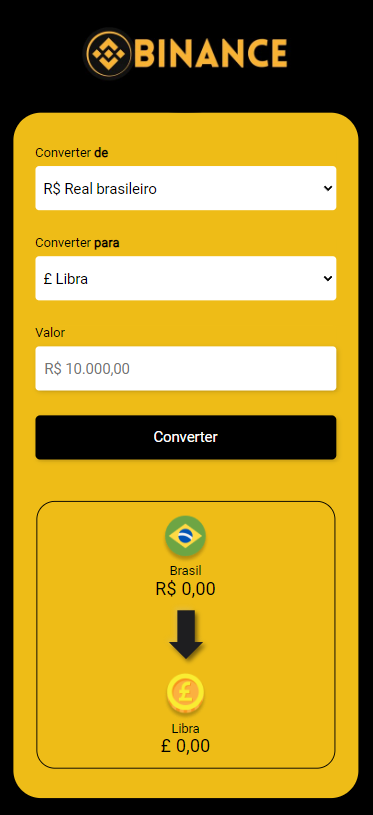 BINANCE
Converter de
R$ Real brasileiro
Converter para
£ Libra
Valor
R$ 10.000,00
Converter
Brasil
R$ 0,00
£
Libra
£ 0,00